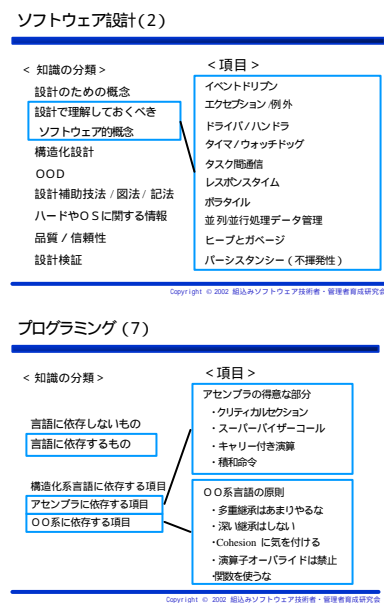 ソフトウェア設計(2)
< 知識の分類 >
設計のための概念
設計で理解しておくべき
ソフトウェア的概念
構造化設計
OOD
設計補助技法 / 図法 / 記法
ハードやOSに関する情報
品質 / 信頼性
設計検証
< 項目 >
イベントドリブン
エクセプション /例外
ドライバ / ハンドラ
タイマ / ウォッチドッグ
タスク間通信
レスポンスタイム
ボラタイル
並列/並行処理データ管理
ヒープとガベージ
パーシスタンシー ( 不揮発性 )
Copyright © 2002 組込みソフトウェア技術者・管理者育成研究会
プログラミング (7)
< 知識の分類 >
言語に依存しないもの
言語に依存するもの
構造化系言語に依存する項目
アセンブラに依存する項目
OO系に依存する項目
< 項目 >
アセンブラの得意な部分
・クリティカルセクション
・スーパーバイザーコール
・キャリー付き演算
・積和命令
OO系言語の原則
・多重継承はあまりやるな
・深い継承はしない
・Cohesion に気を付ける
・演算子オーバライドは禁止
・関数を使うな
Copyright © 2002 組込みソフトウェア技術者・管理者育成研究会